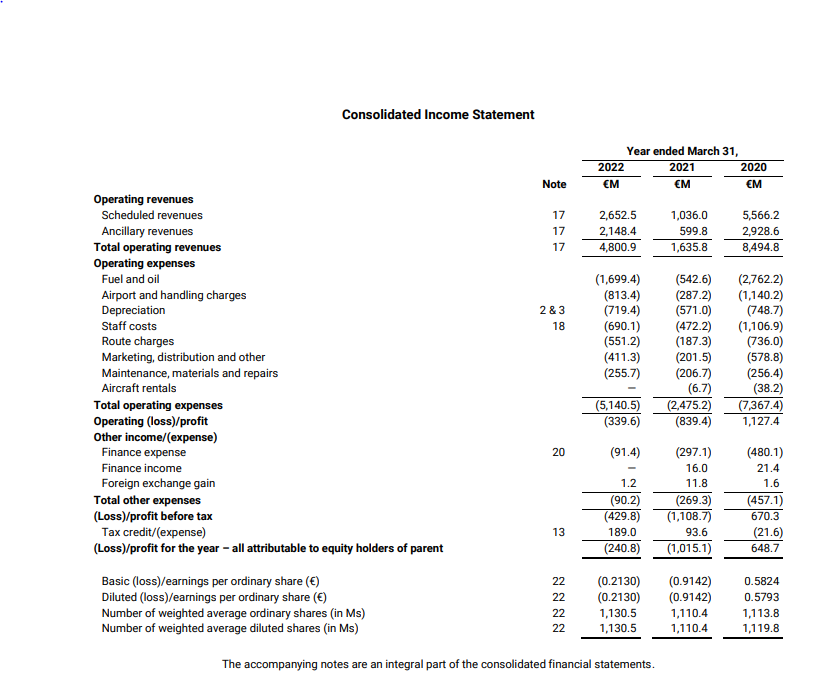 Consolidated Income Statement
Year ended March 31,
2022 2021 2020
Note €M €M €M
Operating revenues
Scheduled revenues 17 2,652.5 1,036.0 5,566.2
Ancillary revenues 17 2,148.4 599.8 2,928.6
Total operating revenues 17 4,800.9 1,635.8 8,494.8
Operating expenses
Fuel and oil (1,699.4) (542.6) (2,762.2)
Airport and handling charges (813.4) (287.2) (1,140.2)
Depreciation 2 & 3 (719.4) (571.0) (748.7)
Staff costs 18 (690.1) (472.2) (1,106.9)
Route charges (551.2) (187.3) (736.0)
Marketing, distribution and other (411.3) (201.5) (578.8)
Maintenance, materials and repairs (255.7) (206.7) (256.4)
Aircraft rentals — (6.7) (38.2)
Total operating expenses (5,140.5) (2,475.2) (7,367.4)
Operating (loss)/profit (339.6) (839.4) 1,127.4
Other income/(expense)
Finance expense 20 (91.4) (297.1) (480.1)
Finance income — 16.0 21.4
Foreign exchange gain 1.2 11.8 1.6
Total other expenses (90.2) (269.3) (457.1)
(Loss)/profit before tax (429.8) (1,108.7) 670.3
Tax credit/(expense) 13 189.0 93.6 (21.6)
(Loss)/profit for the year – all attributable to equity holders of parent (240.8) (1,015.1) 648.7
Basic (loss)/earnings per ordinary share (€) 22 (0.2130) (0.9142) 0.5824
Diluted (loss)/earnings per ordinary share (€) 22 (0.2130) (0.9142) 0.5793
Number of weighted average ordinary shares (in Ms) 22 1,130.5 1,110.4 1,113.8
Number of weighted average diluted shares (in Ms) 22 1,130.5 1,110.4 1,119.8
The accompanying notes are an integral part of the consolidated financial statements.